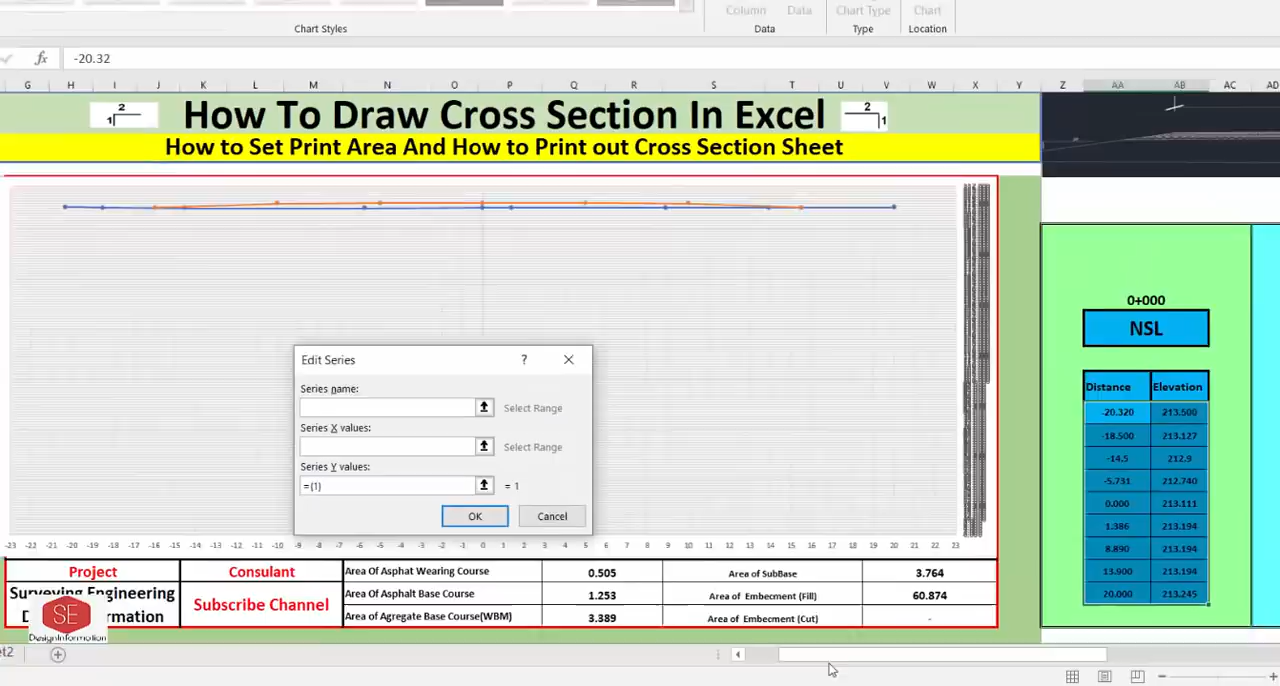 Column Data Chart Type Chart
Chart Styles Data Type Location
fx -20.32
G H I J K L M N O P Q R S T U V W X Y Z AA AB AC AD
2 How To Draw Cross Section In Excel 2
1 1
How to Set Print Area And How to Print out Cross Section Sheet
0+000
NSL
Edit Series ? ×
Series name:
Select Range
Series X values:
Select Range
Series Y values:
={1} = 1
OK Cancel
Distance Elevation
-20.320 213.500
-18.500 213.127
-14.5 212.9
-5.731 212.740
0.000 213.111
1.386 213.194
8.890 213.194
13.900 213.194
20.000 213.245
-23 -22 -21 -20 -19 -18 -17 -16 -15 -14 -13 -12 -11 -10 -9 -8 -7 -6 -5 -4 -3 -2 -1 0 1 2 3 4 5 6 7 8 9 10 11 12 13 14 15 16 17 18 19 20 21 22 23
Project Consulant Area Of Asphat Wearing Course 0.505 Area of SubBase 3.764
Surveying Engineering Subscribe Channel Area Of Asphalt Base Course 1.253 Area of Embecment (Fill) 60.874
D mation Area of Agregate Base Course(WBM) 3.389 Area of Embecment (Cut) -
SE
DesignInformation
et2